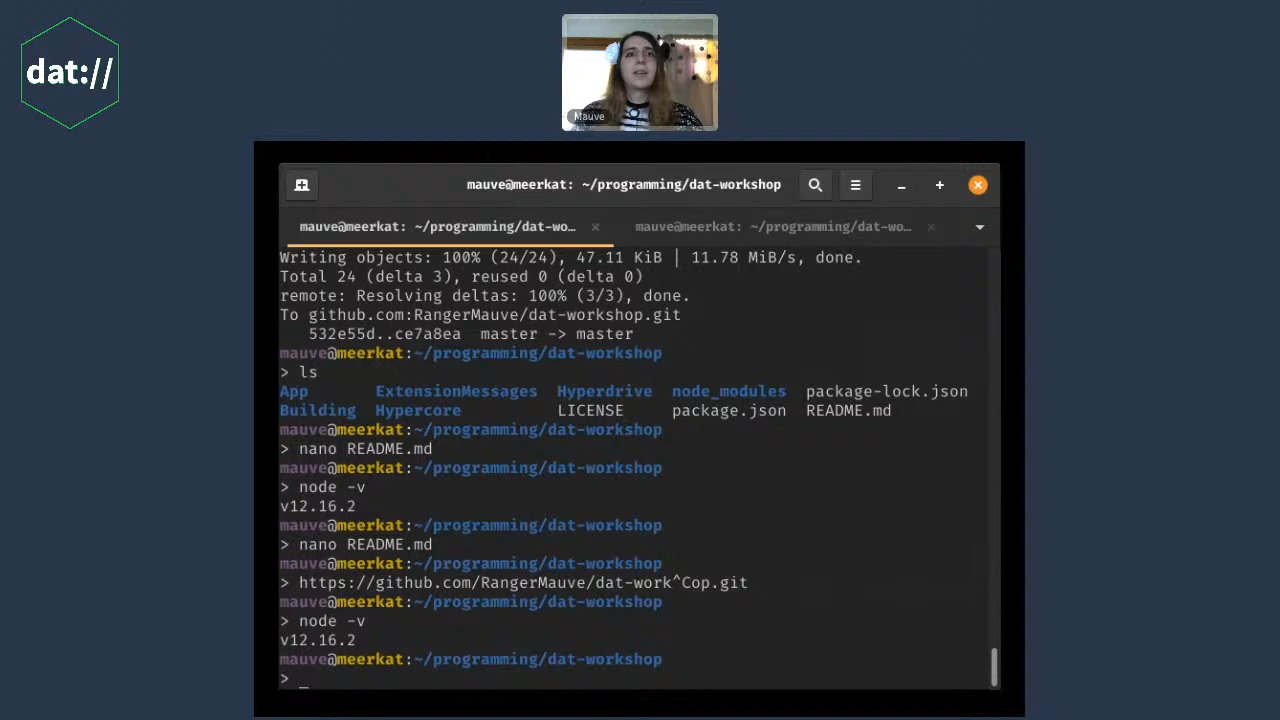 dat://
Mauve
mauve@meerkat: ~/programming/dat-workshop
mauve@meerkat: ~/programming/dat-wo...
mauve@meerkat: ~/programming/dat-wo...
Writing objects: 100% (24/24), 47.11 KiB | 11.78 MiB/s, done.
Total 24 (delta 3), reused 0 (delta 0)
remote: Resolving deltas: 100% (3/3), done.
To github.com:RangerMauve/dat-workshop.git
532e55d..ce7a8ea  master -> master
mauve@meerkat:~/programming/dat-workshop
> ls
App ExtensionMessages Hyperdrive node_modules package-lock.json
Building Hypercore LICENSE package.json README.md
mauve@meerkat:~/programming/dat-workshop
> nano README.md
mauve@meerkat:~/programming/dat-workshop
> node -v
v12.16.2
mauve@meerkat:~/programming/dat-workshop
> nano README.md
mauve@meerkat:~/programming/dat-workshop
> https://github.com/RangerMauve/dat-work^Cop.git
mauve@meerkat:~/programming/dat-workshop
> node -v
v12.16.2
mauve@meerkat:~/programming/dat-workshop
> _